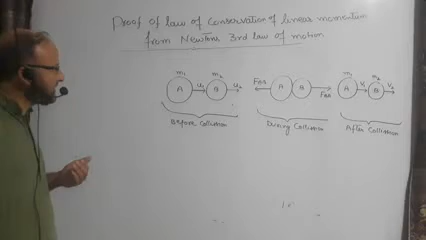 Proof of law of Conservation of linear momentum
from Newtons 3rd law of motion
m₁ m₂ m₁ m₂
A u₁ B u₂ FAB A B FBA A v₁ B v₂
Before Collision During Collision After Collision